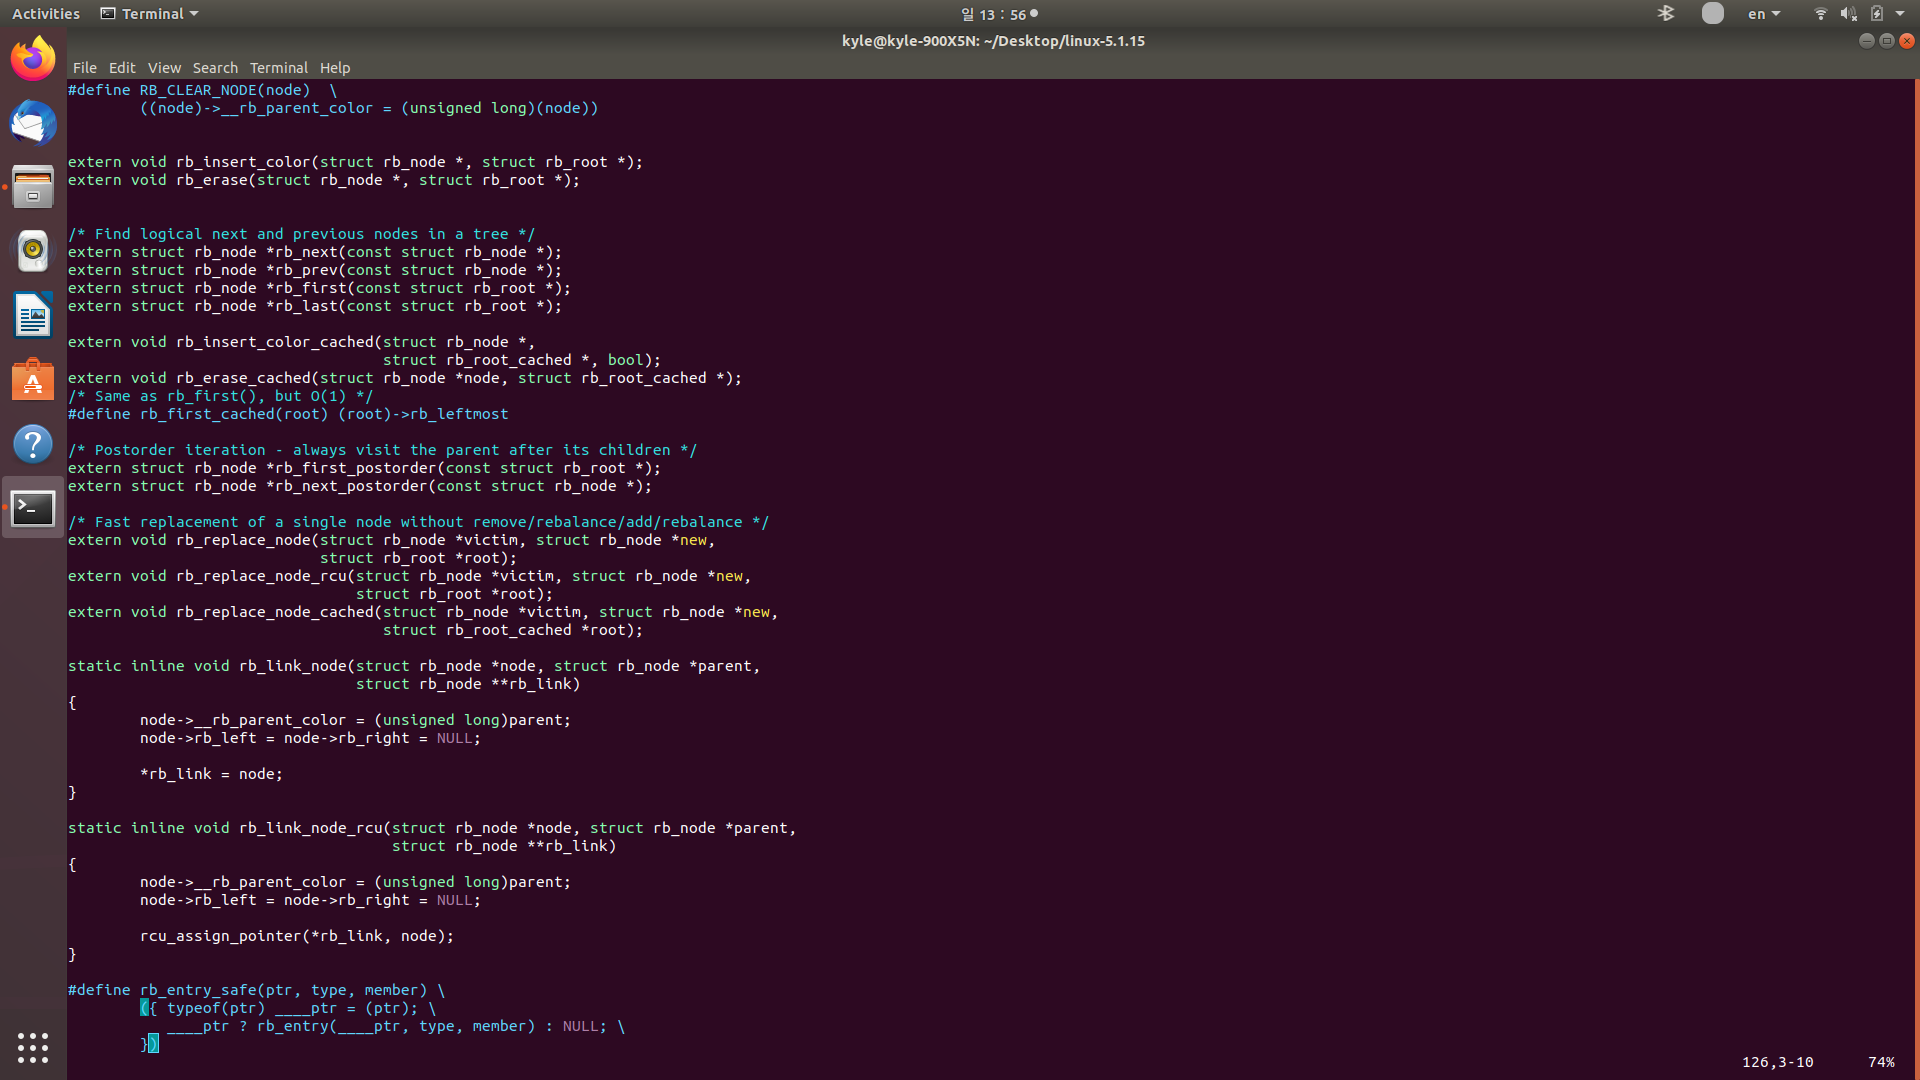 Activities Terminal 일 13 : 56 en
kyle@kyle-900X5N: ~/Desktop/linux-5.1.15
File Edit View Search Terminal Help
#define RB_CLEAR_NODE(node)  \
        ((node)->__rb_parent_color = (unsigned long)(node))
extern void rb_insert_color(struct rb_node *, struct rb_root *);
extern void rb_erase(struct rb_node *, struct rb_root *);
/* Find logical next and previous nodes in a tree */
extern struct rb_node *rb_next(const struct rb_node *);
extern struct rb_node *rb_prev(const struct rb_node *);
extern struct rb_node *rb_first(const struct rb_root *);
extern struct rb_node *rb_last(const struct rb_root *);
extern void rb_insert_color_cached(struct rb_node *,
                                   struct rb_root_cached *, bool);
extern void rb_erase_cached(struct rb_node *node, struct rb_root_cached *);
/* Same as rb_first(), but O(1) */
#define rb_first_cached(root) (root)->rb_leftmost
/* Postorder iteration - always visit the parent after its children */
extern struct rb_node *rb_first_postorder(const struct rb_root *);
extern struct rb_node *rb_next_postorder(const struct rb_node *);
/* Fast replacement of a single node without remove/rebalance/add/rebalance */
extern void rb_replace_node(struct rb_node *victim, struct rb_node *new,
                            struct rb_root *root);
extern void rb_replace_node_rcu(struct rb_node *victim, struct rb_node *new,
                                struct rb_root *root);
extern void rb_replace_node_cached(struct rb_node *victim, struct rb_node *new,
                                   struct rb_root_cached *root);
static inline void rb_link_node(struct rb_node *node, struct rb_node *parent,
                                struct rb_node **rb_link)
{
        node->__rb_parent_color = (unsigned long)parent;
        node->rb_left = node->rb_right = NULL;
        *rb_link = node;
}
static inline void rb_link_node_rcu(struct rb_node *node, struct rb_node *parent,
                                    struct rb_node **rb_link)
{
        node->__rb_parent_color = (unsigned long)parent;
        node->rb_left = node->rb_right = NULL;
        rcu_assign_pointer(*rb_link, node);
}
#define rb_entry_safe(ptr, type, member) \
        ({ typeof(ptr) ____ptr = (ptr); \
           ____ptr ? rb_entry(____ptr, type, member) : NULL; \
        })
126,3-10 74%